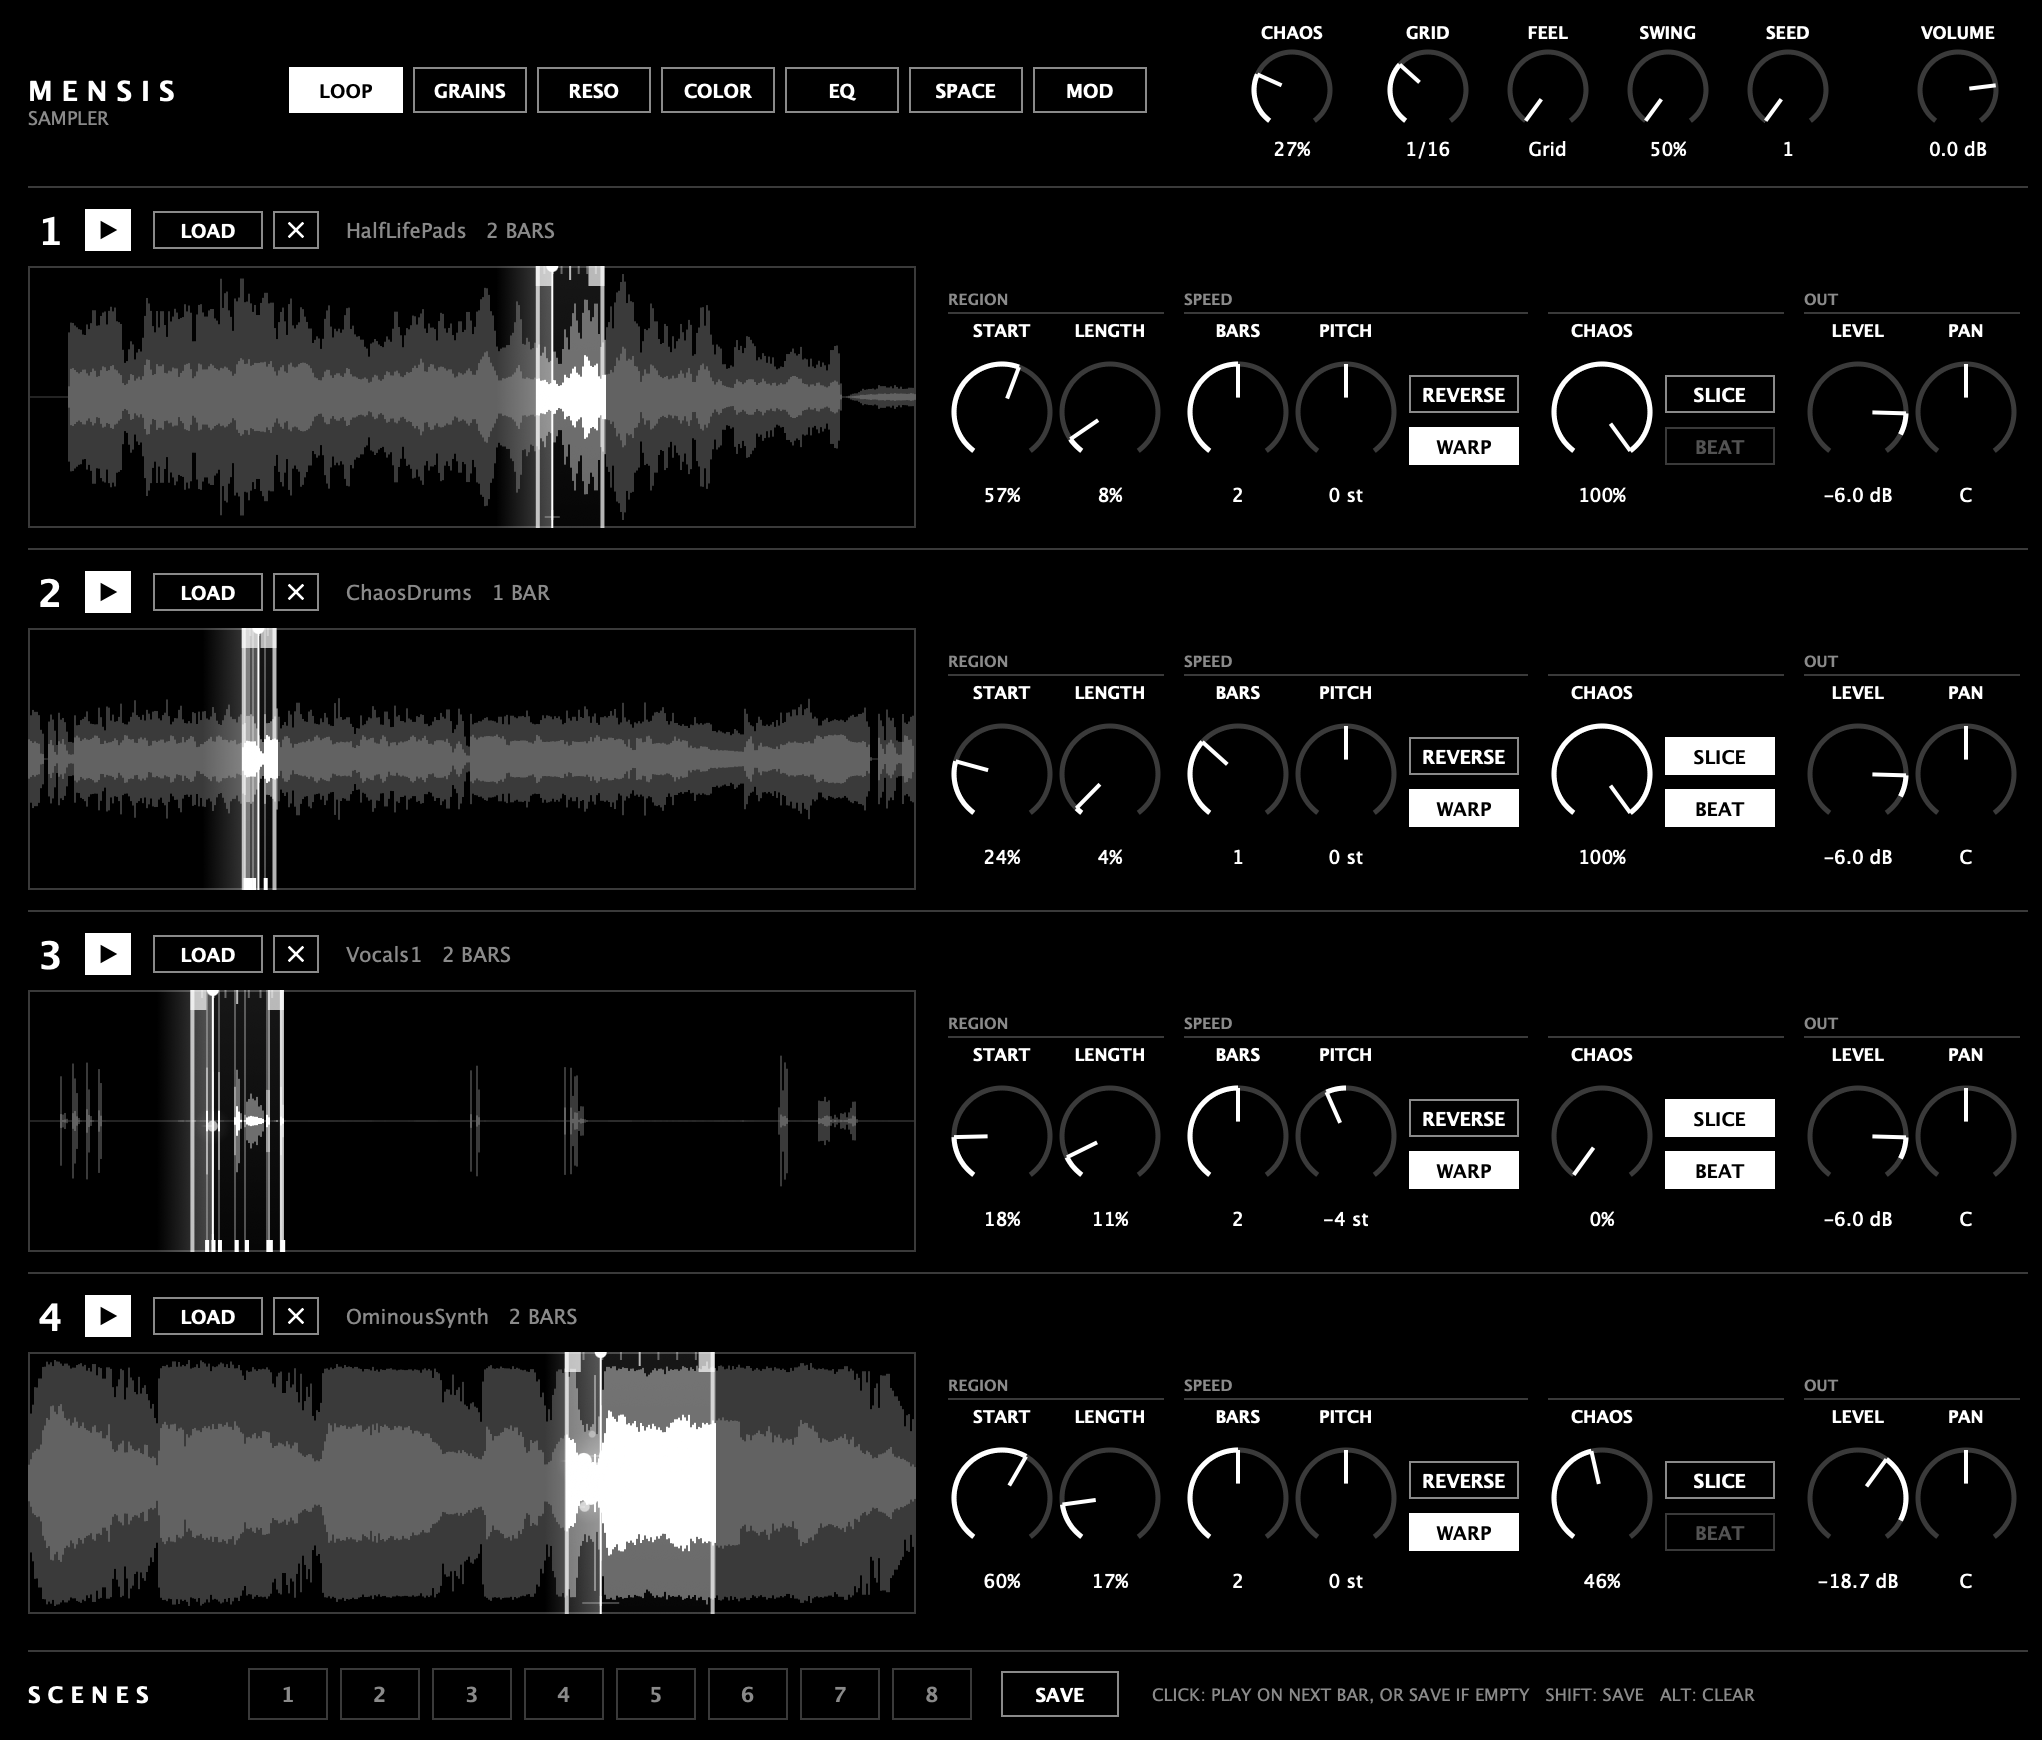 CHAOS GRID FEEL SWING SEED VOLUME
MENSIS
SAMPLER
LOOP GRAINS RESO COLOR EQ SPACE MOD
27% 1/16 Grid 50% 1 0.0 dB
1 LOAD × HalfLifePads 2 BARS
REGION SPEED OUT
START LENGTH BARS PITCH CHAOS LEVEL PAN
REVERSE SLICE
WARP BEAT
57% 8% 2 0 st 100% -6.0 dB C
2 LOAD × ChaosDrums 1 BAR
REGION SPEED OUT
START LENGTH BARS PITCH CHAOS LEVEL PAN
REVERSE SLICE
WARP BEAT
24% 4% 1 0 st 100% -6.0 dB C
3 LOAD × Vocals1 2 BARS
REGION SPEED OUT
START LENGTH BARS PITCH CHAOS LEVEL PAN
REVERSE SLICE
WARP BEAT
18% 11% 2 -4 st 0% -6.0 dB C
4 LOAD × OminousSynth 2 BARS
REGION SPEED OUT
START LENGTH BARS PITCH CHAOS LEVEL PAN
REVERSE SLICE
WARP BEAT
60% 17% 2 0 st 46% -18.7 dB C
SCENES 1 2 3 4 5 6 7 8 SAVE CLICK: PLAY ON NEXT BAR, OR SAVE IF EMPTY SHIFT: SAVE ALT: CLEAR